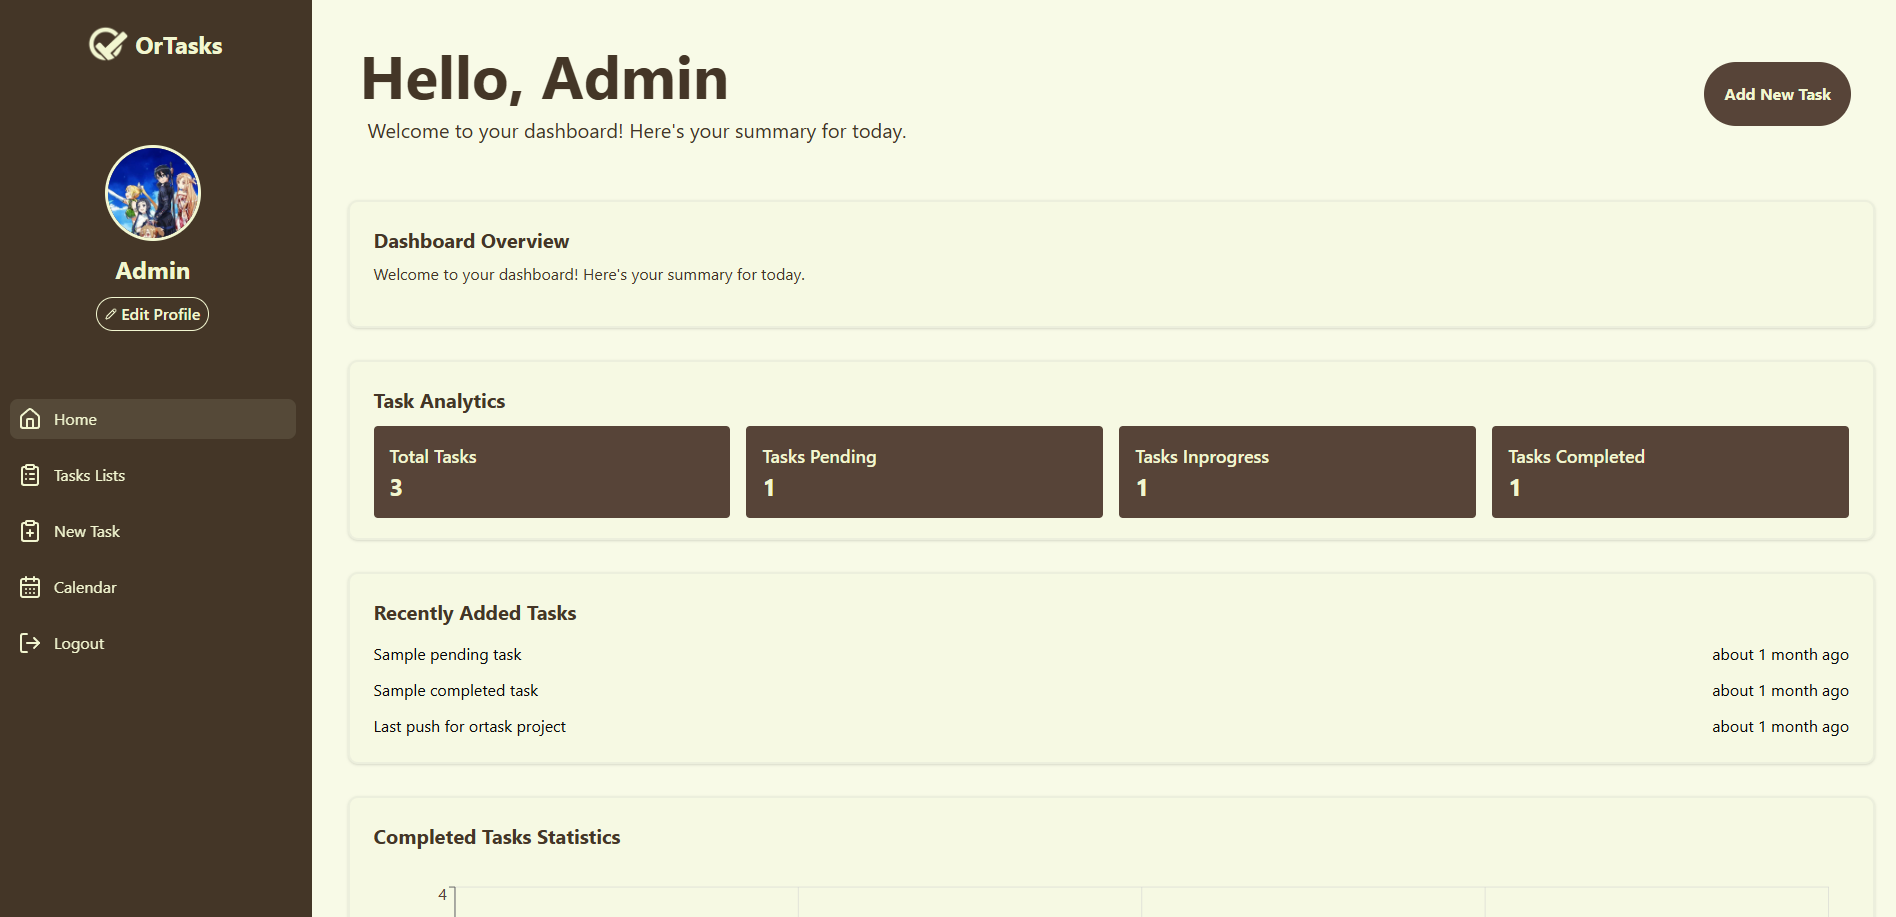 OrTasks
Admin
Edit Profile
Home
Tasks Lists
New Task
Calendar
Logout
Hello, Admin
Welcome to your dashboard! Here's your summary for today.
Add New Task
Dashboard Overview
Welcome to your dashboard! Here's your summary for today.
Task Analytics
Total Tasks
3
Tasks Pending
1
Tasks Inprogress
1
Tasks Completed
1
Recently Added Tasks
Sample pending task about 1 month ago
Sample completed task about 1 month ago
Last push for ortask project about 1 month ago
Completed Tasks Statistics
4